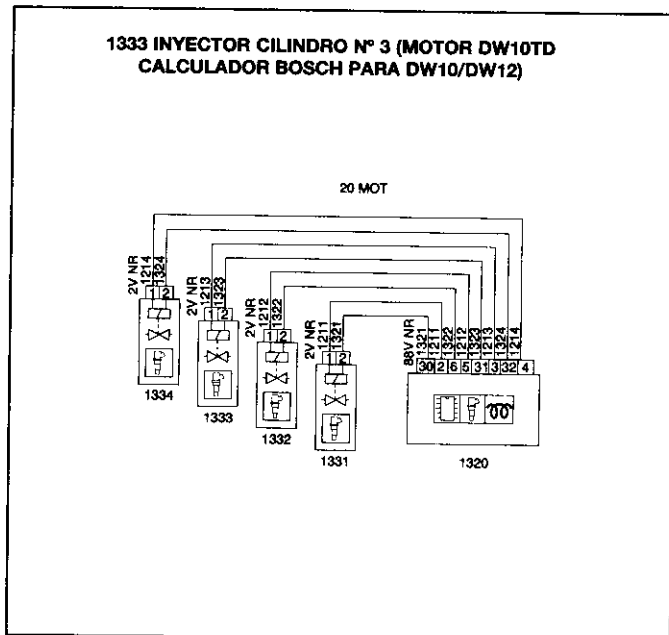 1333 INYECTOR CILINDRO Nº 3 (MOTOR DW10TD
CALCULADOR BOSCH PARA DW10/DW12)
20 MOT
2V NR
1214
1324
1 2
1334
2V NR
1213
1323
1 2
1333
2V NR
1212
1322
1 2
1332
2V NR
1211
1321
1 2
1331
88V NR
1321
1211
1322
1212
1323
1213
1324
1214
30 2 6 5 31 3 32 4
1320